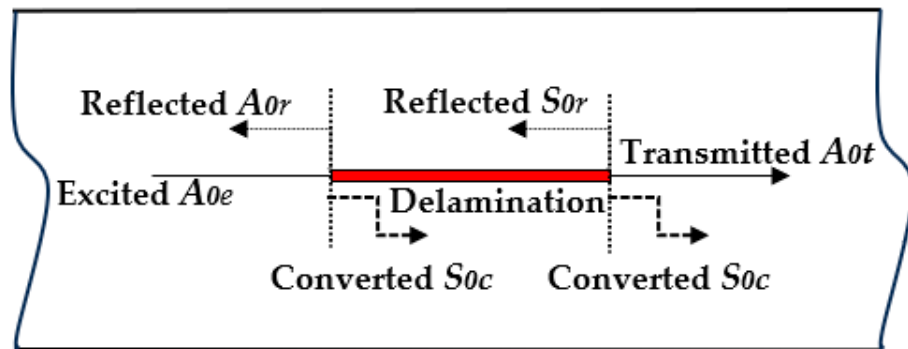 Reflected A0r
Reflected S0r
Transmitted A0t
Excited A0e
Delamination
Converted S0c
Converted S0c